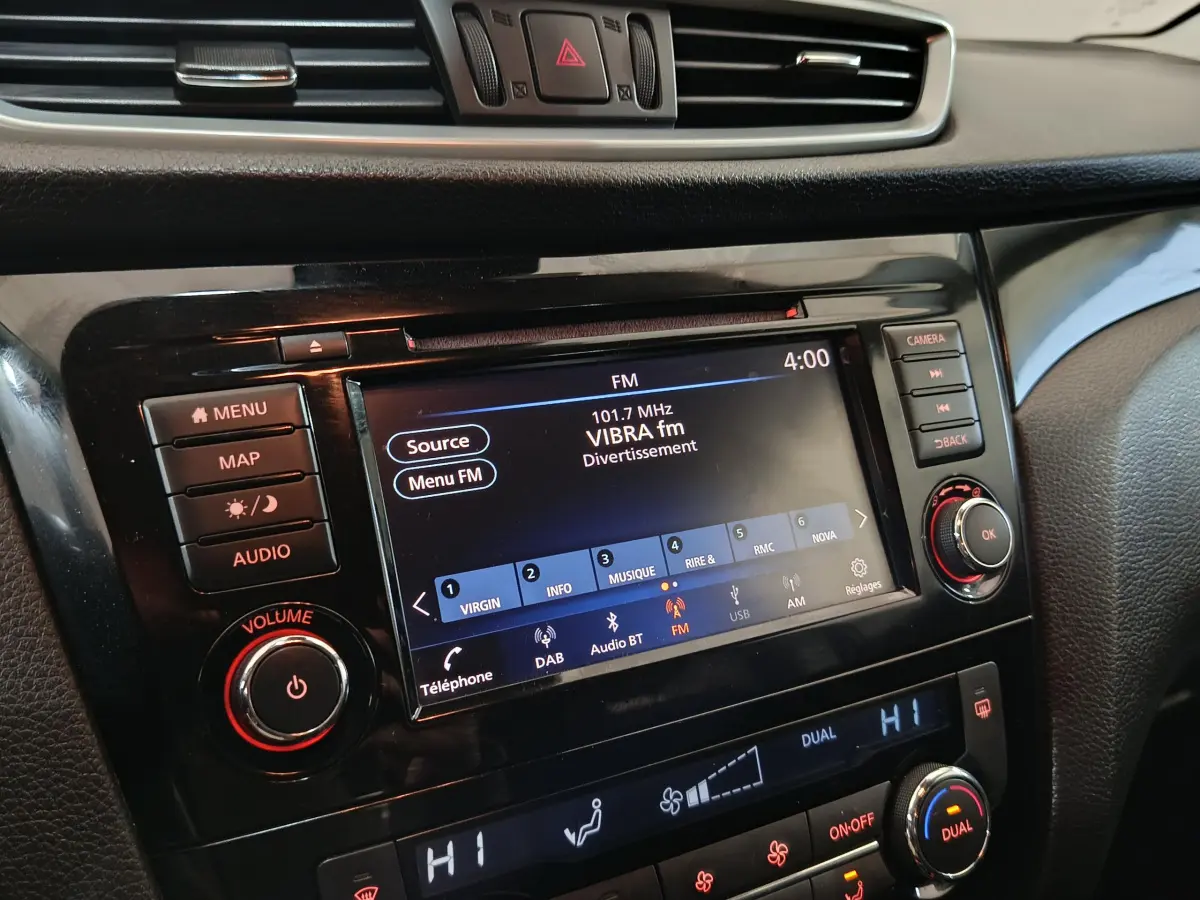 4:00
FM
CAMERA
101.7 MHz
VIBRA fm
Divertissement
MENU
MAP
AUDIO
Source
Menu FM
BACK
OK
1 VIRGIN
2 INFO
3 MUSIQUE
4 RIRE &
5 RMC
6 NOVA
VOLUME
Téléphone
DAB
Audio BT
FM
USB
AM
Réglages
HI
DUAL
HI
ON·OFF
DUAL